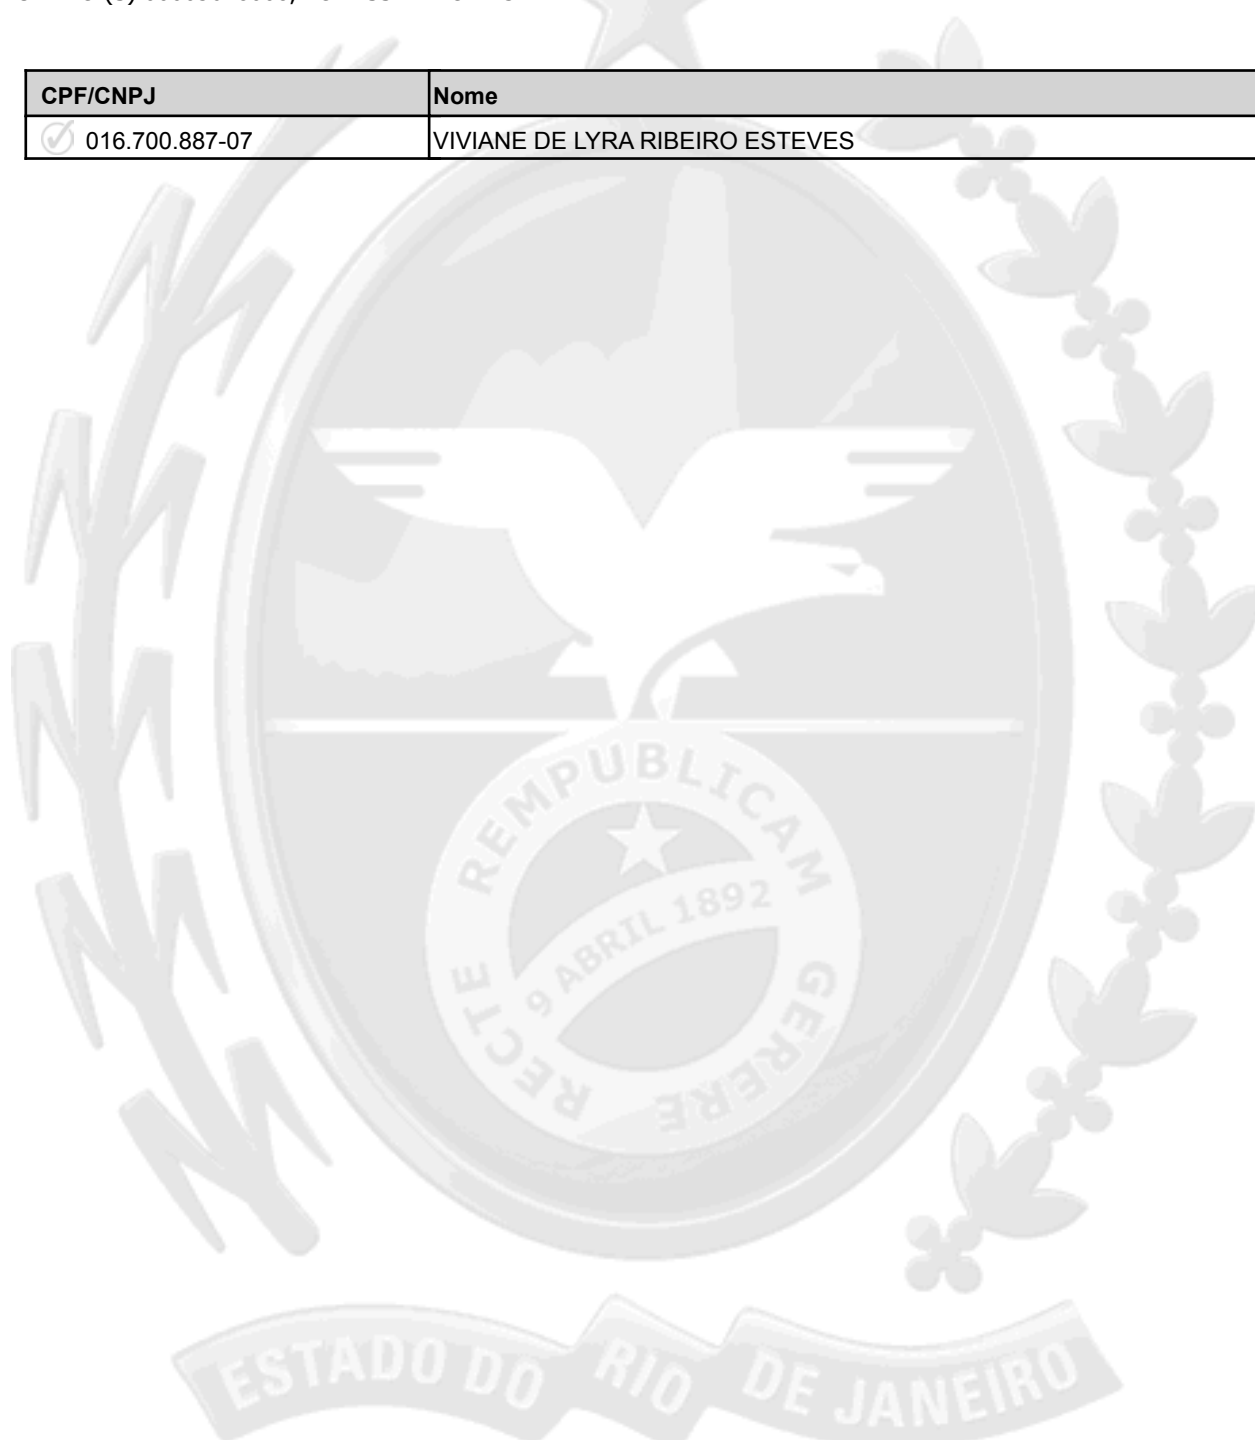 CPF/CNPJ Nome
016.700.887-07 VIVIANE DE LYRA RIBEIRO ESTEVES
RECTE REMPUBLICAM GERERE
9 ABRIL 1892
ESTADO DO RIO DE JANEIRO